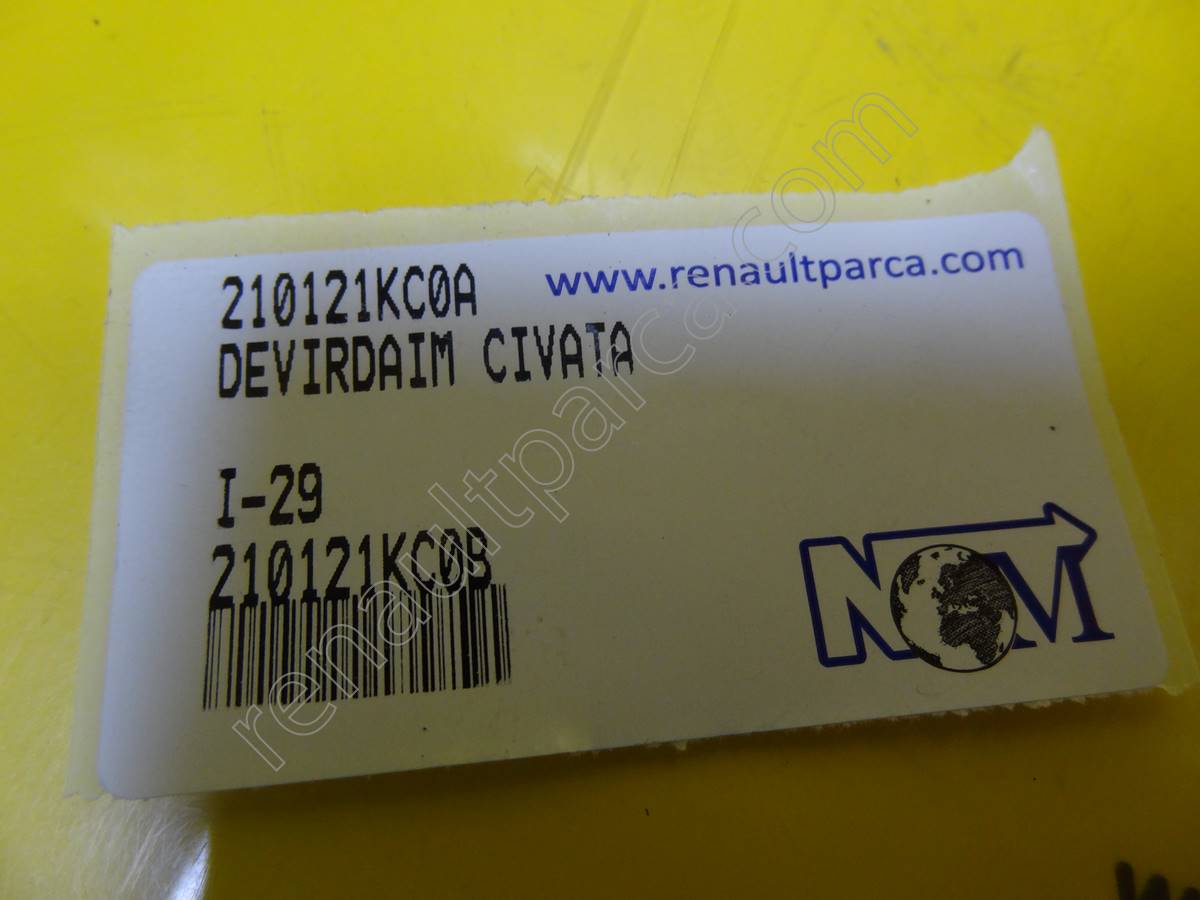 210121KC0A
www.renaultparca.com
DEVIRDAIM CIVATA
I-29
210121KC0B
NOM
renaultparca.com